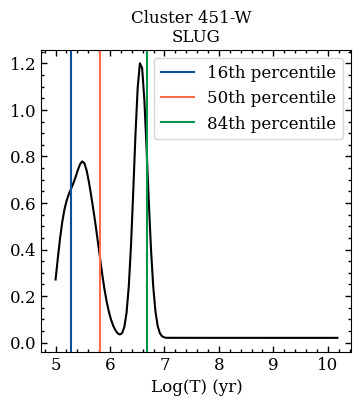 Cluster 451-W
SLUG
16th percentile
50th percentile
84th percentile
1.2
1.0
0.8
0.6
0.4
0.2
0.0
5 6 7 8 9 10
Log(T) (yr)